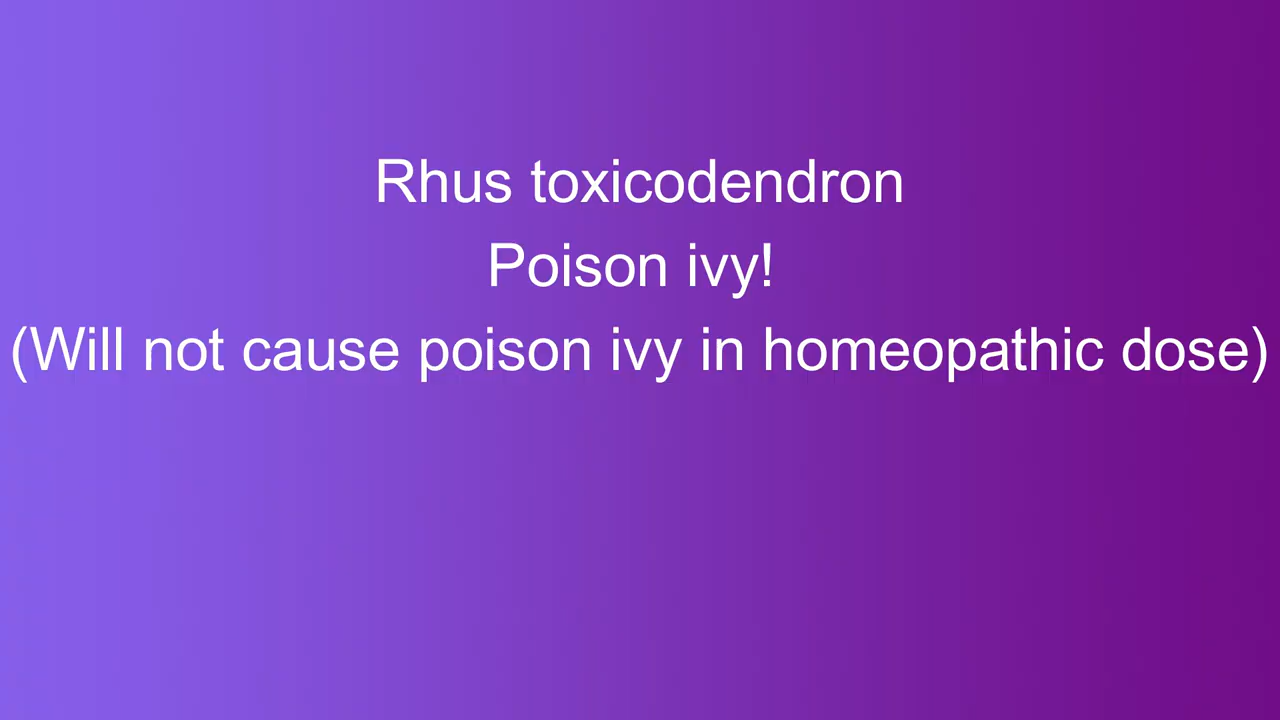 Rhus toxicodendron
Poison ivy!
(Will not cause poison ivy in homeopathic dose)